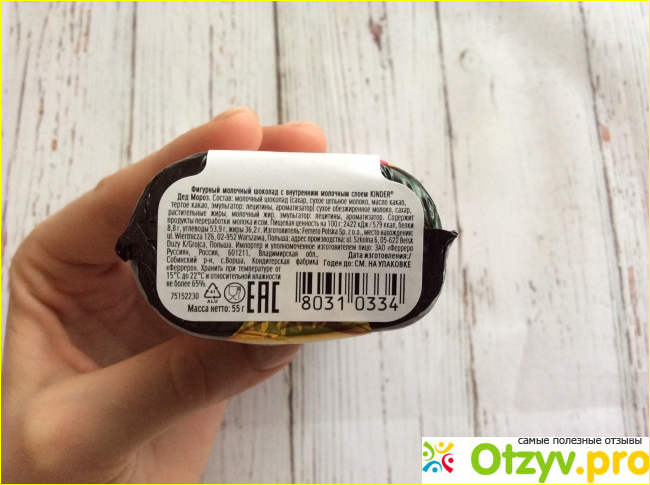 Фигурный молочный шоколад с внутренним молочным слоем KINDER®
Дед Мороз. Состав: молочный шоколад (сахар, сухое цельное молоко, масло какао,
тертое какао, эмульгатор: лецитины, ароматизатор) сухое обезжиренное молоко, сахар,
растительные жиры, молочный жир, эмульгатор: лецитины, ароматизатор. Содержит
продукты переработки молока и сои. Пищевая ценность на 100 г: 2422 кДж / 579 ккал, белки
8,8 г, углеводы 53,9 г, жиры 36,2 г. Изготовитель: Ferrero Polska Sp. z o.o., место нахождения:
ul. Wiertnicza 126, 02-952 Warszawa, Польша; адрес производства: ul. Szkolna 6, 05-622 Belsk
Duzy K/Grojca, Польша. Импортер и уполномоченное изготовителем лицо: ЗАО «Ферреро
Руссия», Россия, 601211, Владимирская обл.,
Собинский р-н, с.Ворша, Кондитерская фабрика
«Ферреро». Хранить при температуре от
15°С до 22°С и относительной влажности
не более 65%.
Дата изготовления:/
Годен до: СМ. НА УПАКОВКЕ
75152230
41
ALU
EAC
Масса нетто: 55 г
8031 0334
самые полезные отзывы
Otzyv.pro